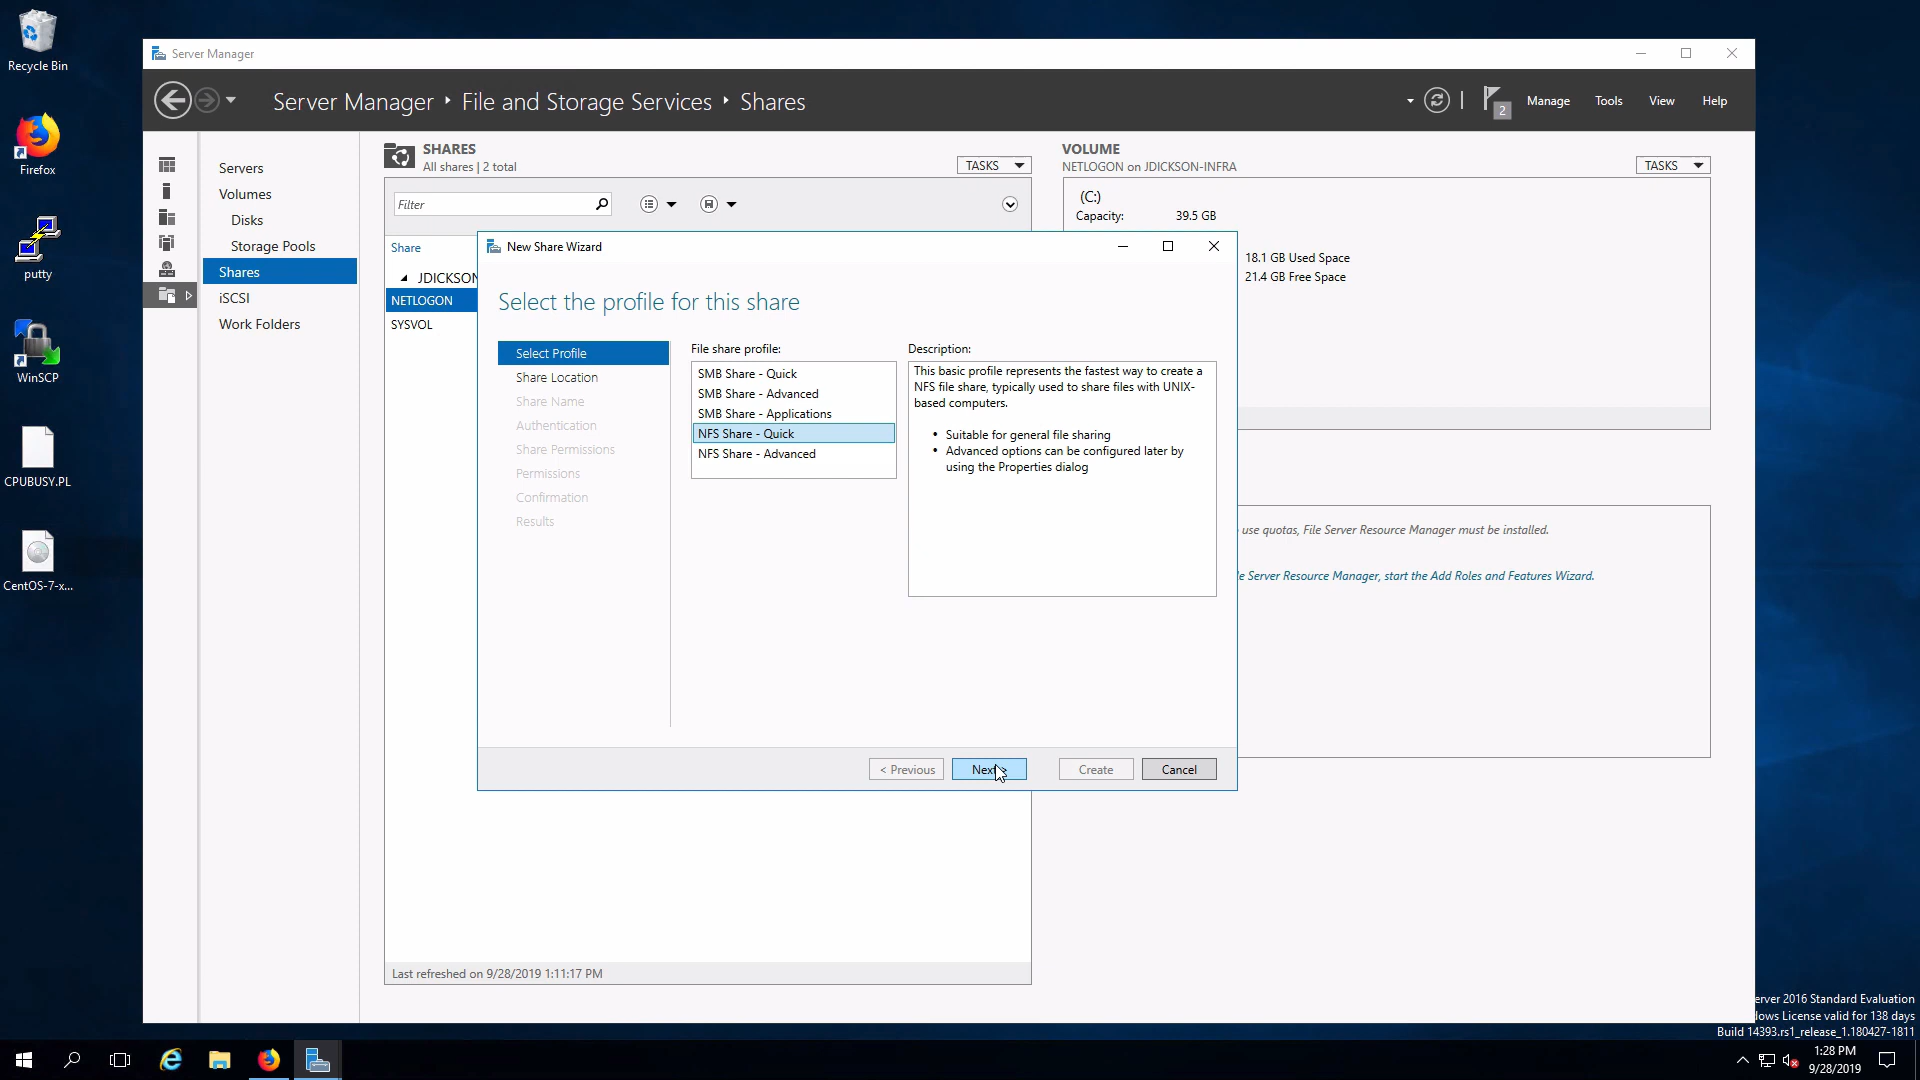 Recycle Bin
Firefox
putty
WinSCP
CPUBUSY.PL
CentOS-7-x...
Server Manager
Server Manager ‣ File and Storage Services ‣ Shares
2
Manage
Tools
View
Help
Servers
Volumes
Disks
Storage Pools
Shares
iSCSI
Work Folders
SHARES
All shares | 2 total
TASKS
Filter
Share
JDICKSON
NETLOGON
SYSVOL
Last refreshed on 9/28/2019 1:11:17 PM
VOLUME
NETLOGON on JDICKSON-INFRA
TASKS
(C:)
Capacity: 39.5 GB
18.1 GB Used Space
21.4 GB Free Space
use quotas, File Server Resource Manager must be installed.
Server Resource Manager, start the Add Roles and Features Wizard.
New Share Wizard
Select the profile for this share
Select Profile
Share Location
Share Name
Authentication
Share Permissions
Permissions
Confirmation
Results
File share profile:
SMB Share - Quick
SMB Share - Advanced
SMB Share - Applications
NFS Share - Quick
NFS Share - Advanced
Description:
This basic profile represents the fastest way to create a
NFS file share, typically used to share files with UNIX-
based computers.
• Suitable for general file sharing
• Advanced options can be configured later by
using the Properties dialog
< Previous
Next
Create
Cancel
erver 2016 Standard Evaluation
dows License valid for 138 days
Build 14393.rs1_release_1.180427-1811
1:28 PM
9/28/2019